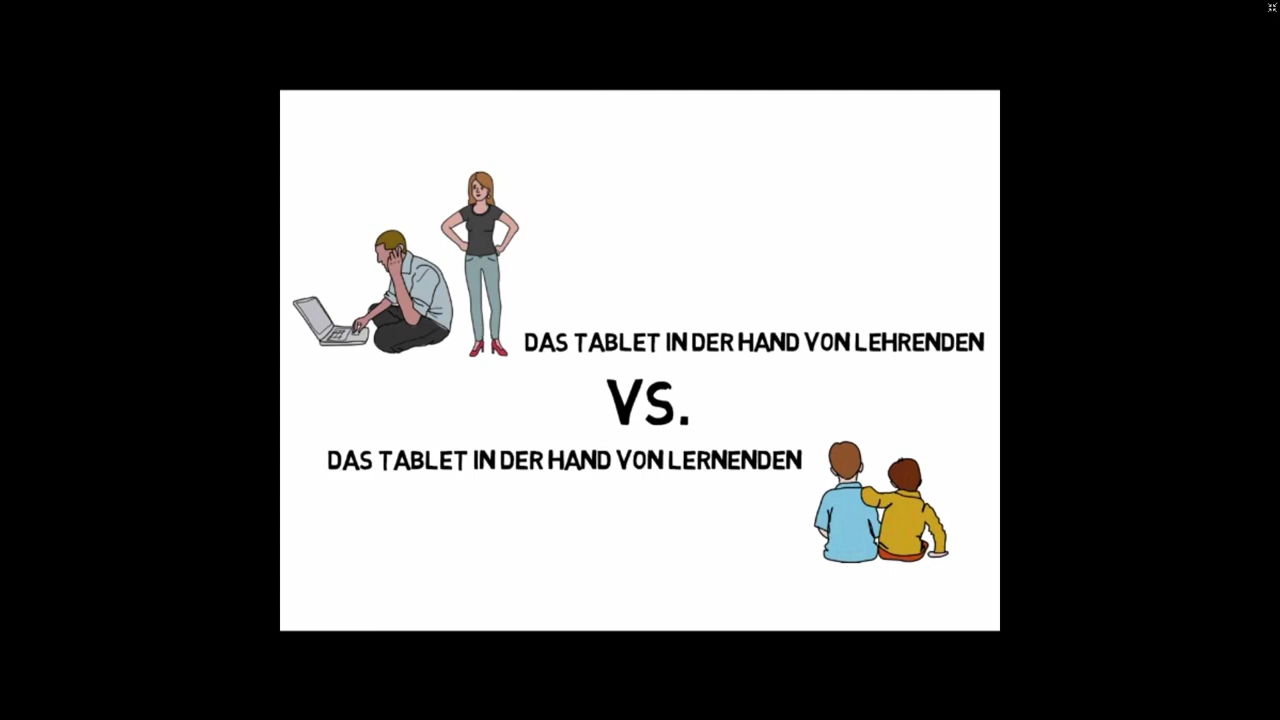 DAS TABLET IN DER HAND VON LEHRENDEN
VS.
DAS TABLET IN DER HAND VON LERNENDEN